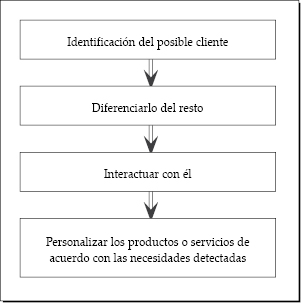 Identificación del posible cliente
Diferenciarlo del resto
Interactuar con él
Personalizar los productos o servicios de
acuerdo con las necesidades detectadas